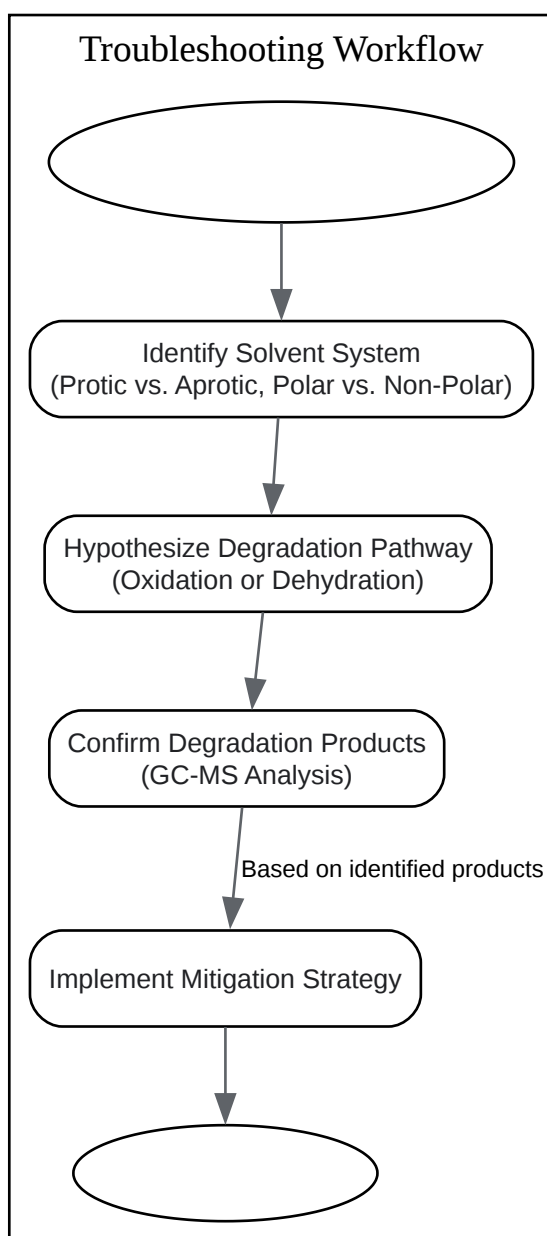 Troubleshooting Workflow
Identify Solvent System
(Protic vs. Aprotic, Polar vs. Non-Polar)
Hypothesize Degradation Pathway
(Oxidation or Dehydration)
Confirm Degradation Products
(GC-MS Analysis)
Based on identified products
Implement Mitigation Strategy